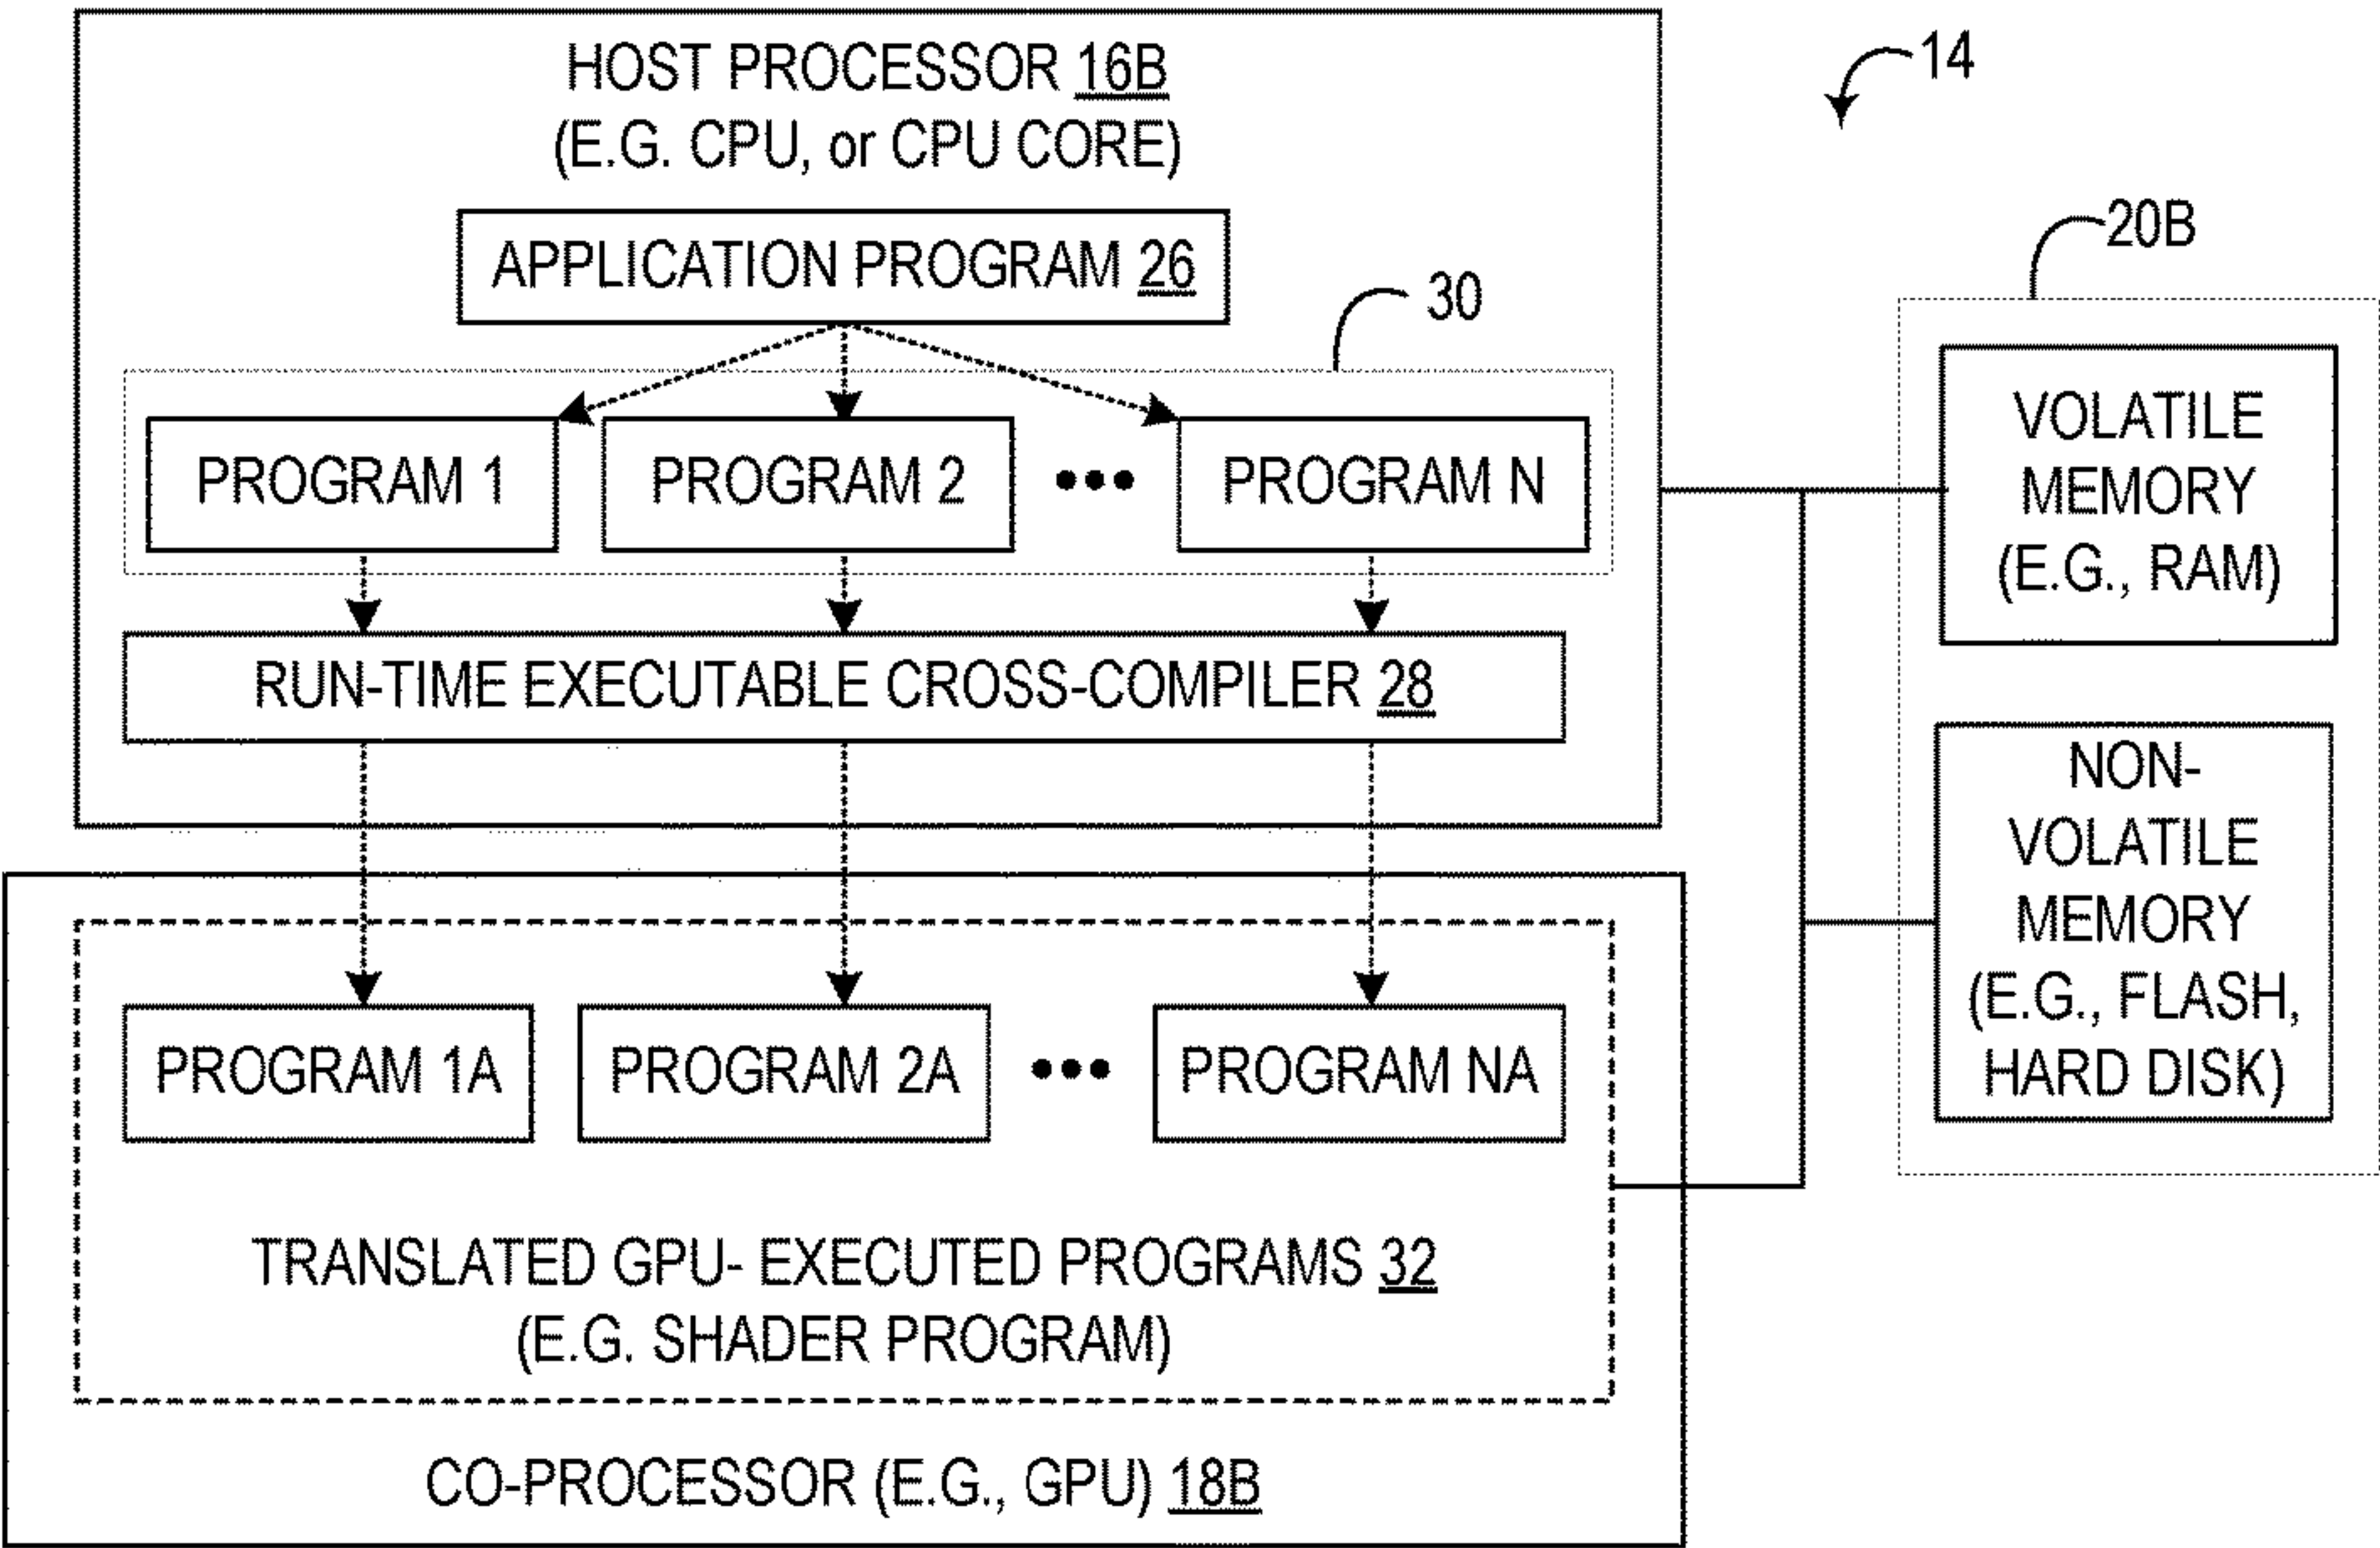 HOST PROCESSOR 16B
(E.G. CPU, or CPU CORE)
14
APPLICATION PROGRAM 26
20B
30
PROGRAM 1
PROGRAM 2
•••
PROGRAM N
RUN-TIME EXECUTABLE CROSS-COMPILER 28
VOLATILE
MEMORY
(E.G., RAM)
NON-
VOLATILE
MEMORY
(E.G., FLASH,
HARD DISK)
PROGRAM 1A
PROGRAM 2A
•••
PROGRAM NA
TRANSLATED GPU- EXECUTED PROGRAMS 32
(E.G. SHADER PROGRAM)
CO-PROCESSOR (E.G., GPU) 18B